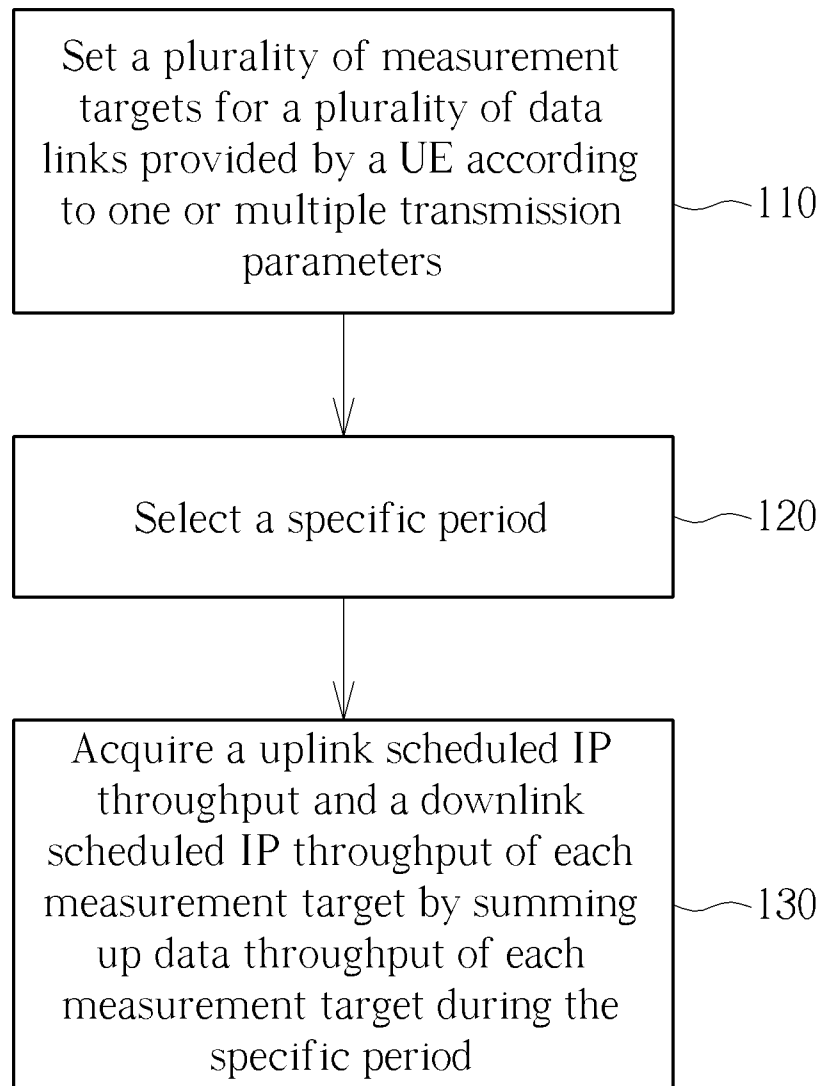 Set a plurality of measurement
targets for a plurality of data
links provided by a UE according
to one or multiple transmission
parameters
110
Select a specific period
120
Acquire a uplink scheduled IP
throughput and a downlink
scheduled IP throughput of each
measurement target by summing
up data throughput of each
measurement target during the
specific period
130